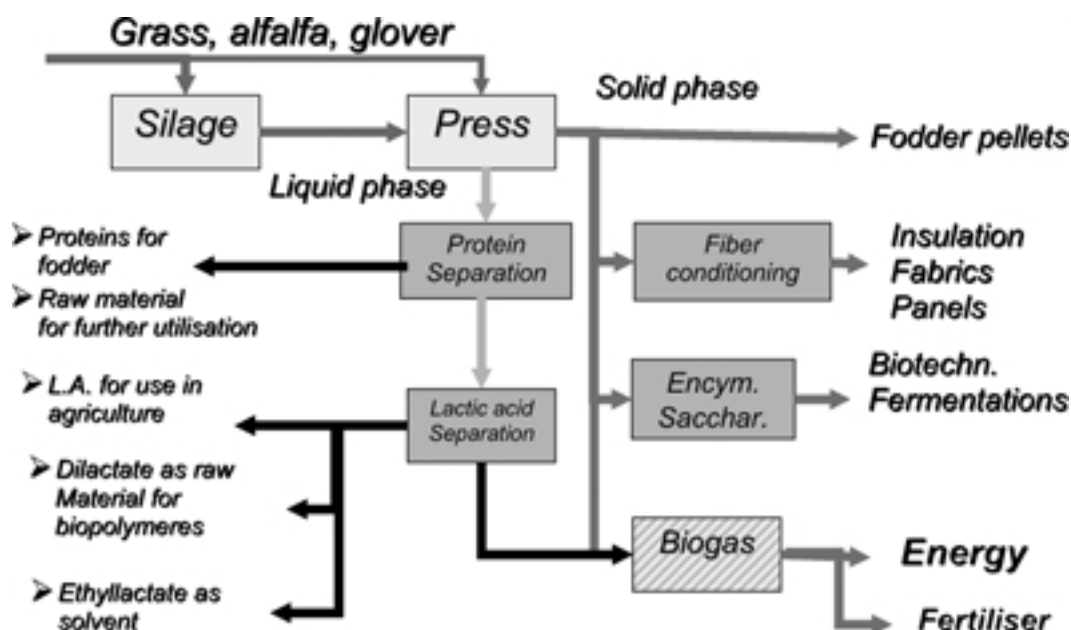 Grass, alfalfa, glover
Solid phase
Silage
Press
Fodder pellets
Liquid phase
➢ Proteins for
fodder
➢ Raw material
for further utilisation
Protein
Separation
Fiber
conditioning
Insulation
Fabrics
Panels
➢ L.A. for use in
agriculture
Lactic acid
Separation
Encym.
Sacchar.
Biotechn.
Fermentations
➢ Dilactate as raw
Material for
biopolymeres
Biogas
Energy
➢ Ethyllactate as
solvent
Fertiliser